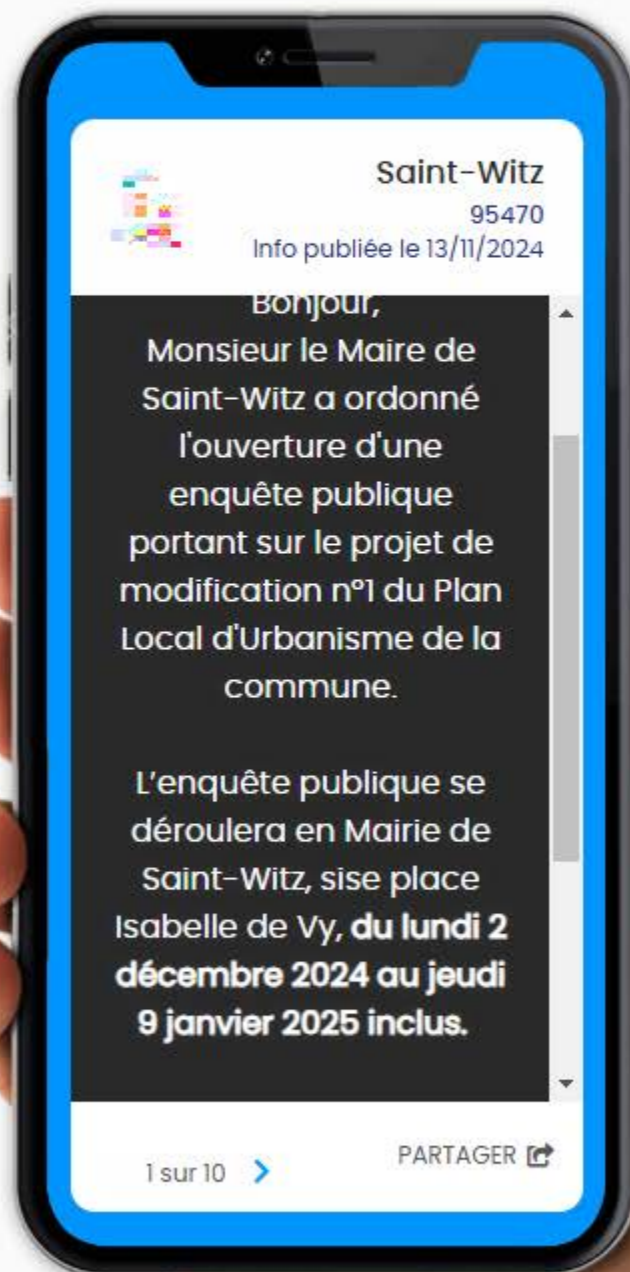 Saint-Witz
95470
Info publiée le 13/11/2024
Bonjour,
Monsieur le Maire de
Saint-Witz a ordonné
l'ouverture d'une
enquête publique
portant sur le projet de
modification n°1 du Plan
Local d'Urbanisme de la
commune.
L'enquête publique se
déroulera en Mairie de
Saint-Witz, sise place
Isabelle de Vy, du lundi 2
décembre 2024 au jeudi
9 janvier 2025 inclus.
1 sur 10
PARTAGER